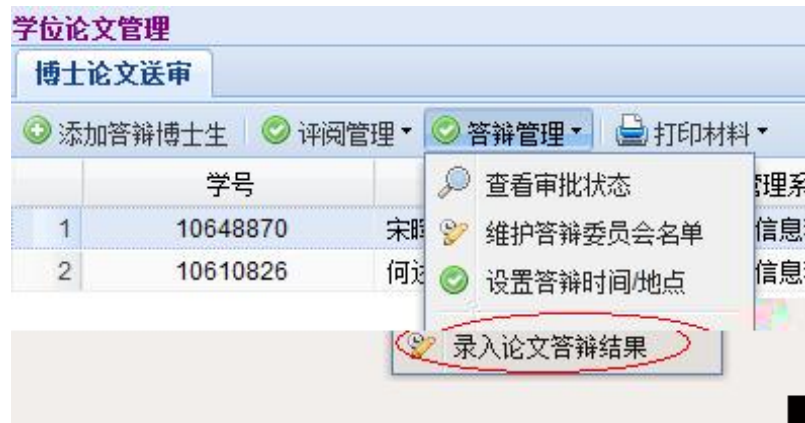 学位论文管理
博士论文送审
添加答辩博士生 评阅管理 答辩管理 打印材料
学号
查看审批状态
管理系
1 10648870 宋
维护答辩委员会名单
信息
2 10610826 何
设置答辩时间/地点
信息
录入论文答辩结果